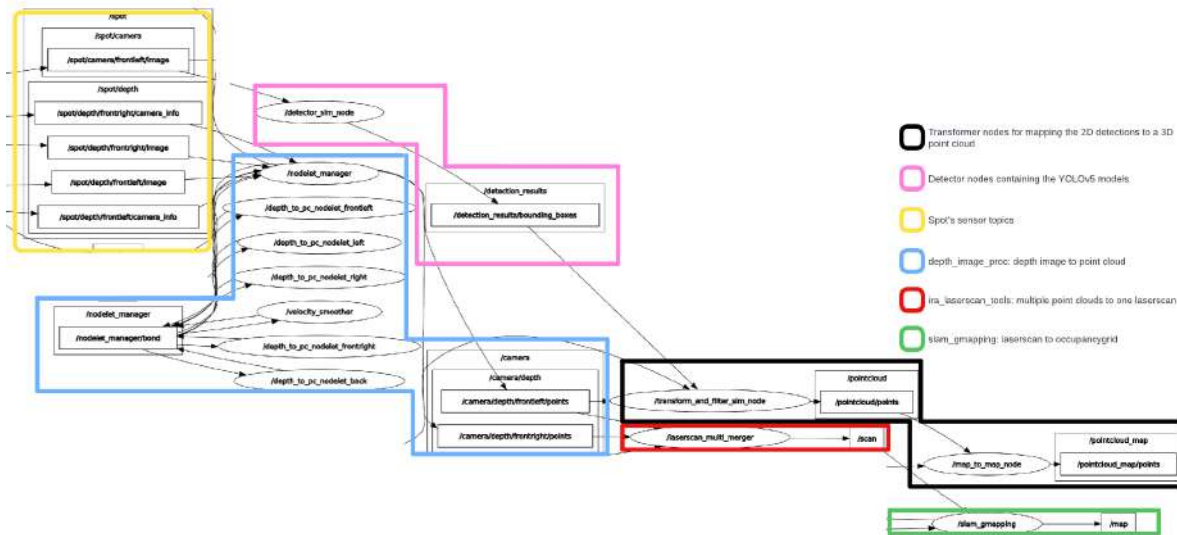 /spot
/spot/camera
/spot/camera/frontleft/image
/spot/depth
/spot/depth/frontright/camera_info
/spot/depth/frontright/image
/spot/depth/frontleft/image
/spot/depth/frontleft/camera_info
/detector_sim_node
/nodelet_manager
/depth_to_pc_nodelet_frontleft
/depth_to_pc_nodelet_left
/depth_to_pc_nodelet_right
/velocity_smoother
/depth_to_pc_nodelet_frontright
/depth_to_pc_nodelet_back
/nodelet_manager
/nodelet_manager/bond
/detection_results
/detection_results/bounding_boxes
/camera
/camera/depth
/camera/depth/frontleft/points
/camera/depth/frontright/points
/transform_and_filter_sim_node
/pointcloud
/pointcloud/points
/laserscan_multi_merger
/scan
/map_to_map_node
/pointcloud_map
/pointcloud_map/points
/slam_gmapping
/map
Transformer nodes for mapping the 2D detections to a 3D
point cloud
Detector nodes containing the YOLOv5 models
Spot's sensor topics
depth_image_proc: depth image to point cloud
ira_laserscan_tools: multiple point clouds to one laserscan
slam_gmapping: laserscan to occupancygrid